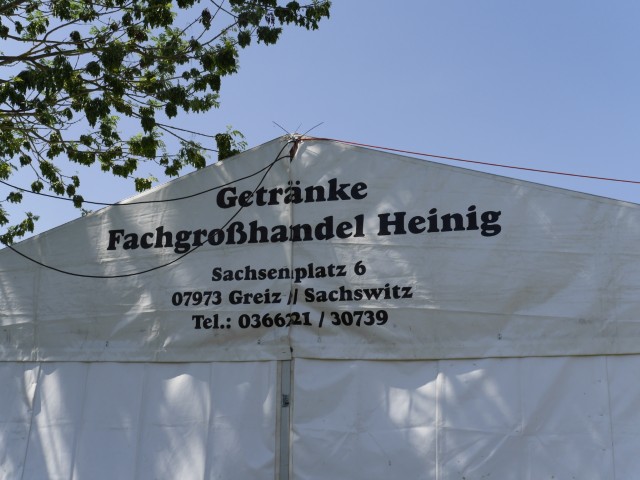 Getränke
Fachgroßhandel Heinig
Sachsenplatz 6
07973 Greiz // Sachswitz
Tel.: 036621 / 30739